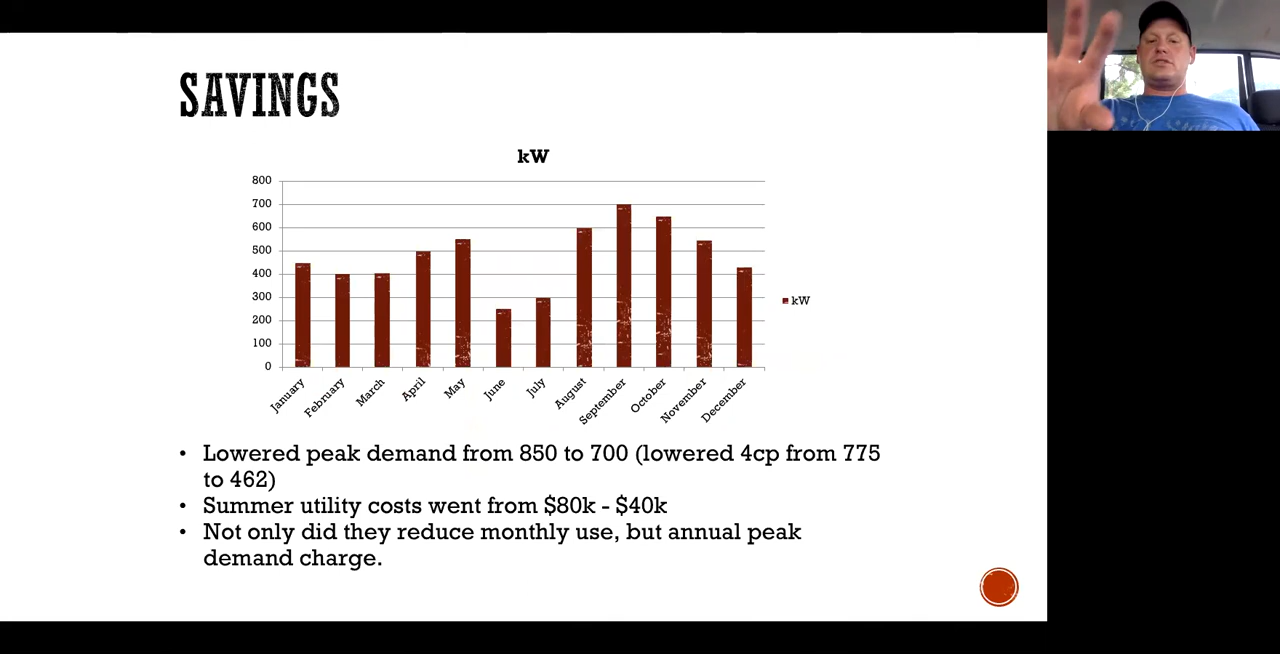 SAVINGS
kW
800
700
600
500
400
300
200
100
0
January
February
March
April
May
June
July
August
September
October
November
December
kW
• Lowered peak demand from 850 to 700 (lowered 4cp from 775
to 462)
• Summer utility costs went from $80k - $40k
• Not only did they reduce monthly use, but annual peak
demand charge.